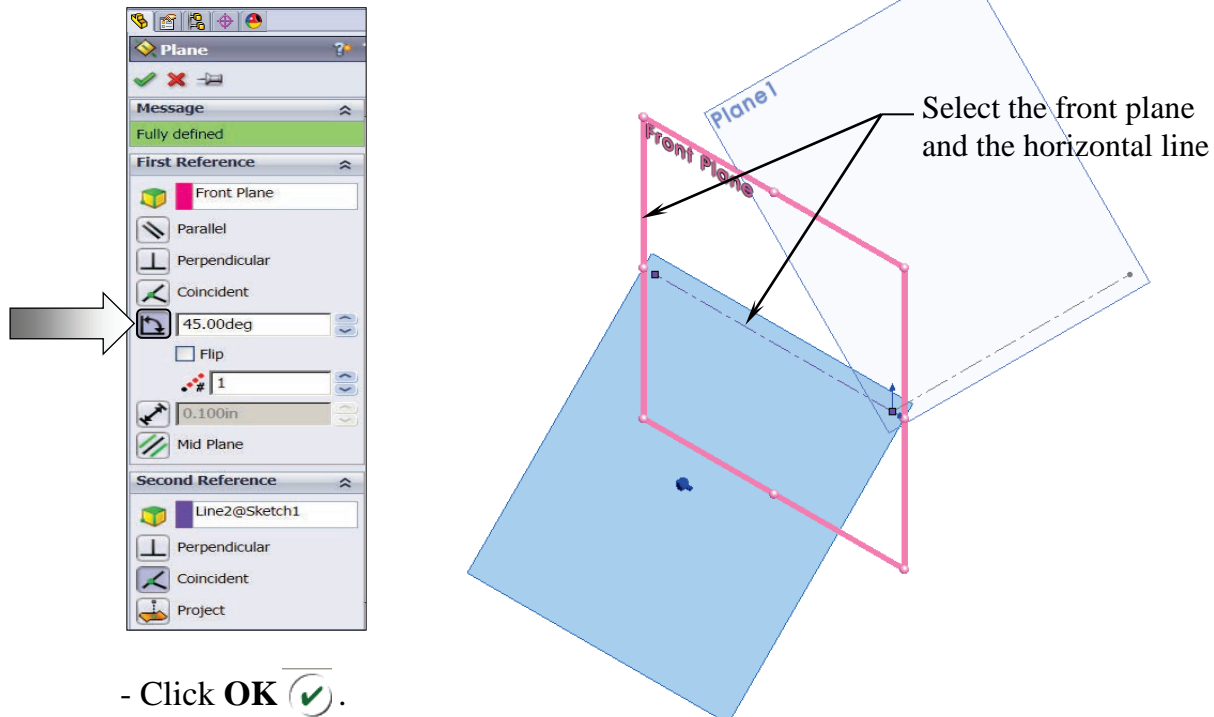 Plane
Message
Fully defined
First Reference
Front Plane
Parallel
Perpendicular
Coincident
45.00deg
Flip
# 1
0.100in
Mid Plane
Second Reference
Line2@Sketch1
Perpendicular
Coincident
Project
Plane1
Front Plane
Select the front plane
and the horizontal line
- Click OK .